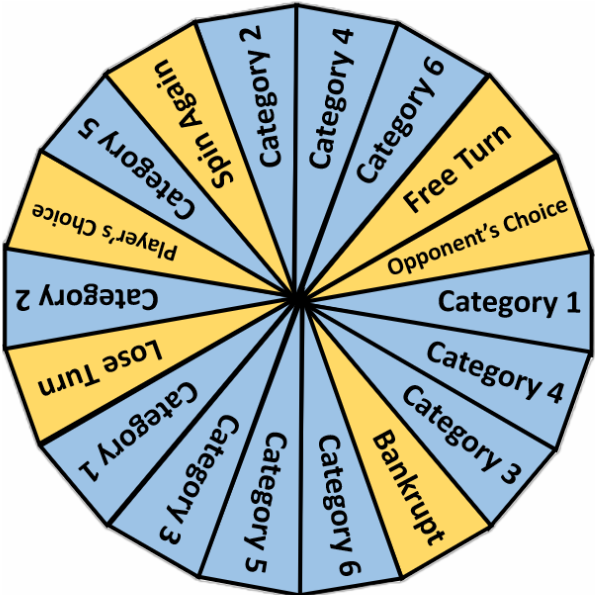 Category 4
Category 6
Free Turn
Opponent's Choice
Category 1
Category 4
Category 3
Bankrupt
Category 6
Category 5
Category 3
Category 1
Lose Turn
Category 2
Player's Choice
Category 5
Spin Again
Category 2